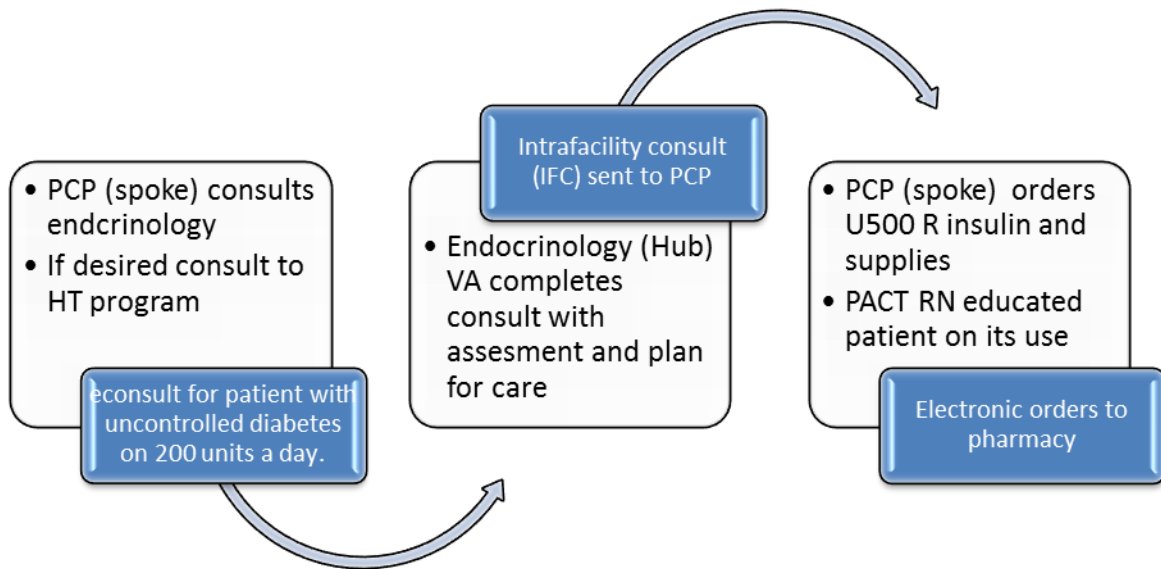 • PCP (spoke) consults
endcrinology
• If desired consult to
HT program
econsult for patient with
uncontrolled diabetes
on 200 units a day.
Intrafacility consult
(IFC) sent to PCP
• Endocrinology (Hub)
VA completes
consult with
assesment and plan
for care
• PCP (spoke) orders
U500 R insulin and
supplies
• PACT RN educated
patient on its use
Electronic orders to
pharmacy